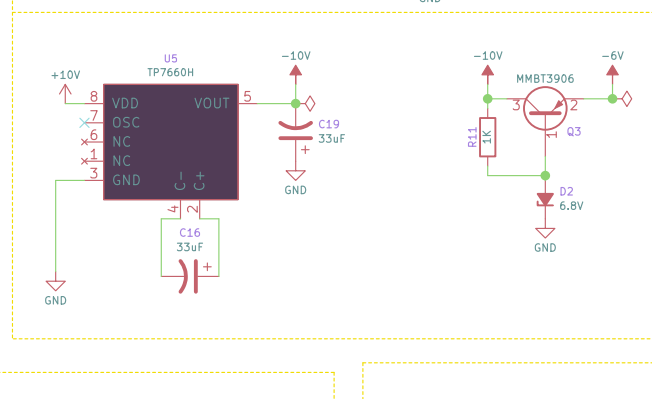 GND
U5
TP7660H
+10V
-10V
8 VDD VOUT 5
7 OSC
6 NC
1 NC
3 GND
C- C+
4 2
C19
33uF
+
GND
C16
33uF
+
GND
-10V
-6V
MMBT3906
3 2
1
Q3
R11
1K
D2
6.8V
GND